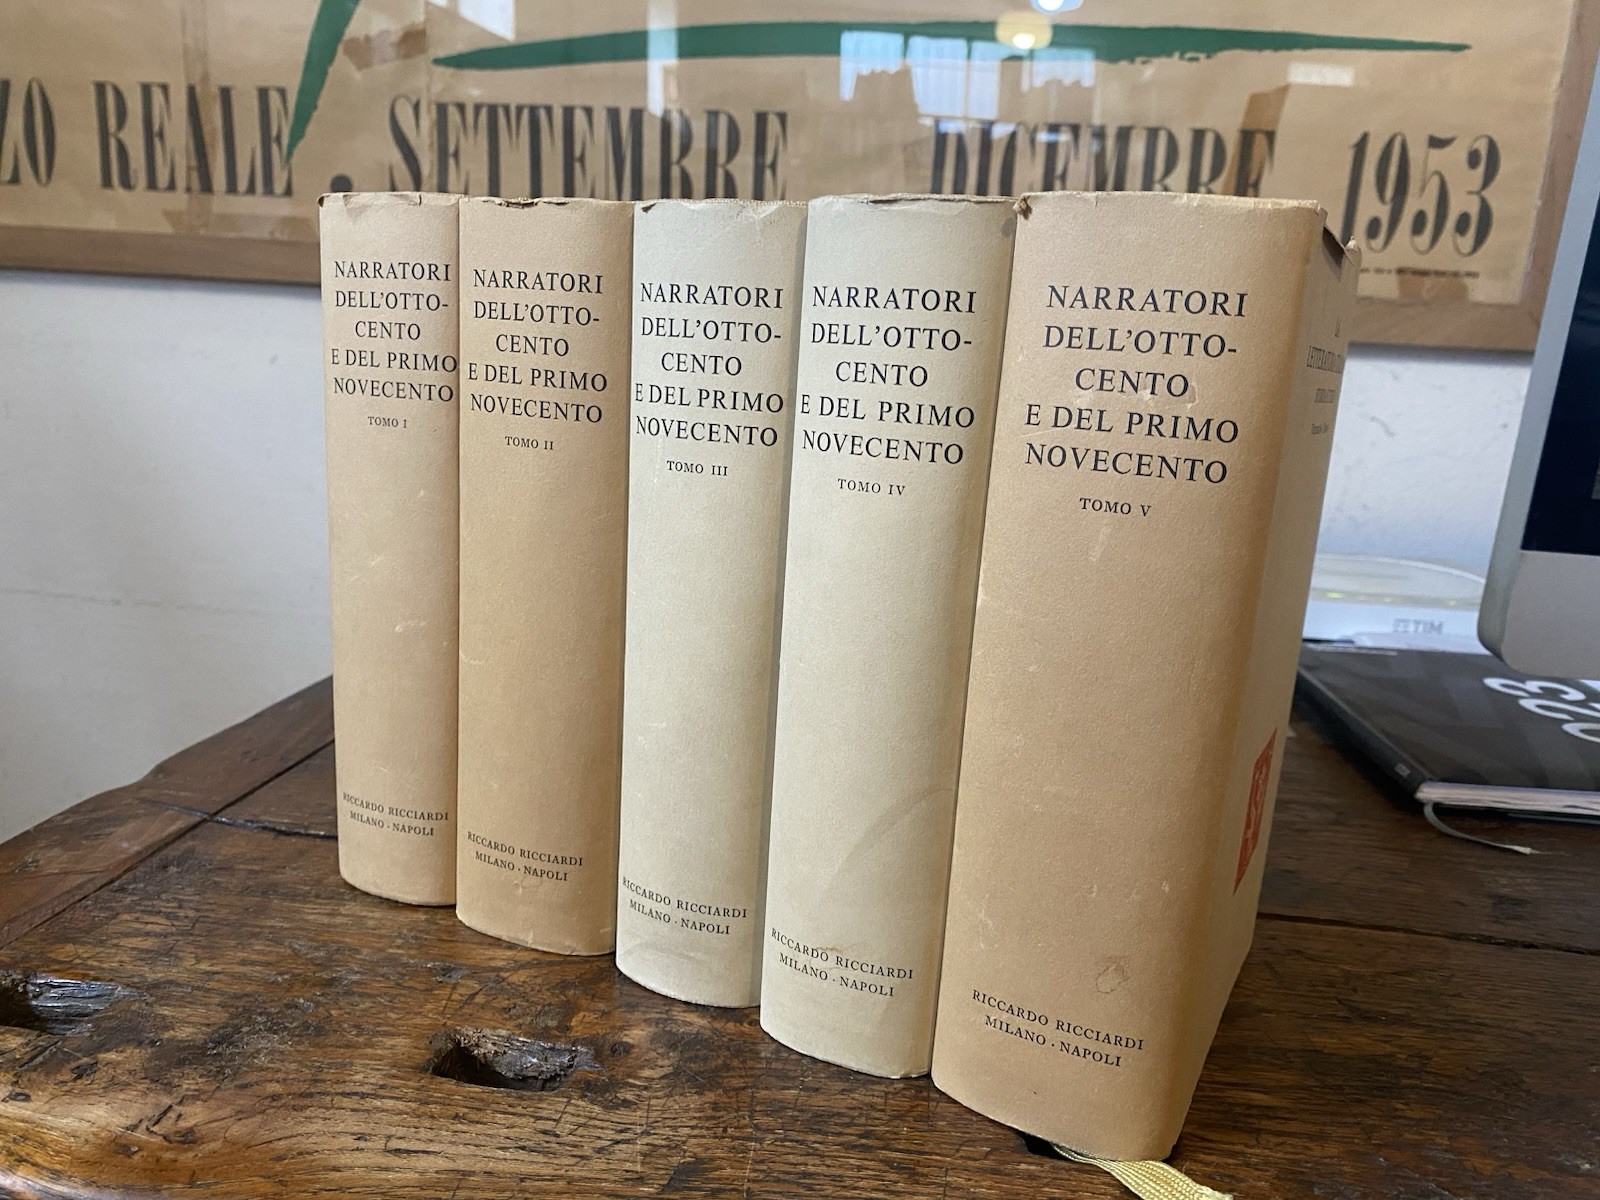 REALE . SETTEMBRE DICEMBRE 1953
NARRATORI
DELL'OTTO-
CENTO
E DEL PRIMO
NOVECENTO
TOMO I
RICCARDO RICCIARDI
MILANO · NAPOLI
NARRATORI
DELL'OTTO-
CENTO
E DEL PRIMO
NOVECENTO
TOMO II
RICCARDO RICCIARDI
MILANO · NAPOLI
NARRATORI
DELL'OTTO-
CENTO
E DEL PRIMO
NOVECENTO
TOMO III
RICCARDO RICCIARDI
MILANO · NAPOLI
NARRATORI
DELL'OTTO-
CENTO
E DEL PRIMO
NOVECENTO
TOMO IV
RICCARDO RICCIARDI
MILANO · NAPOLI
NARRATORI
DELL'OTTO-
CENTO
E DEL PRIMO
NOVECENTO
TOMO V
RICCARDO RICCIARDI
MILANO · NAPOLI
TIM